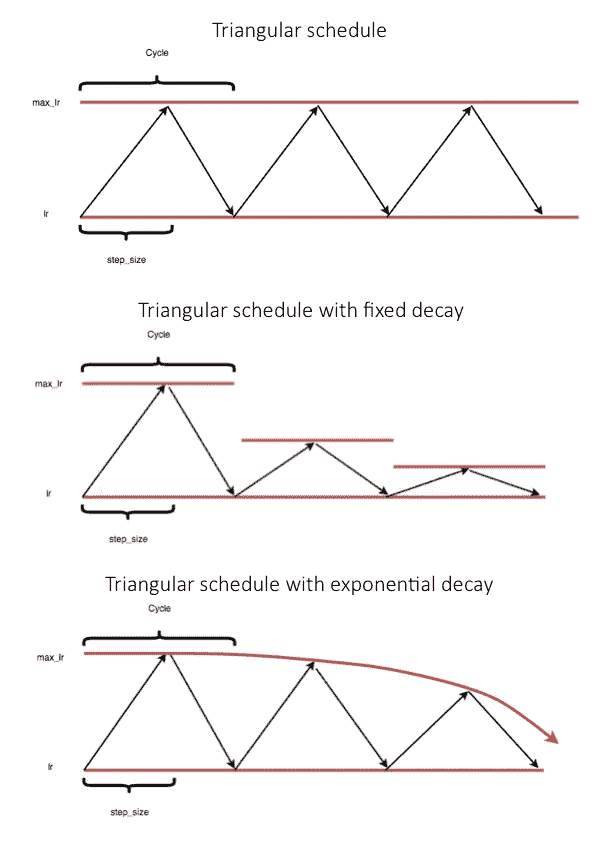 Triangular schedule
Cycle
max_lr
lr
step_size
Triangular schedule with fixed decay
Cycle
max_lr
lr
step_size
Triangular schedule with exponential decay
Cycle
max_lr
lr
step_size